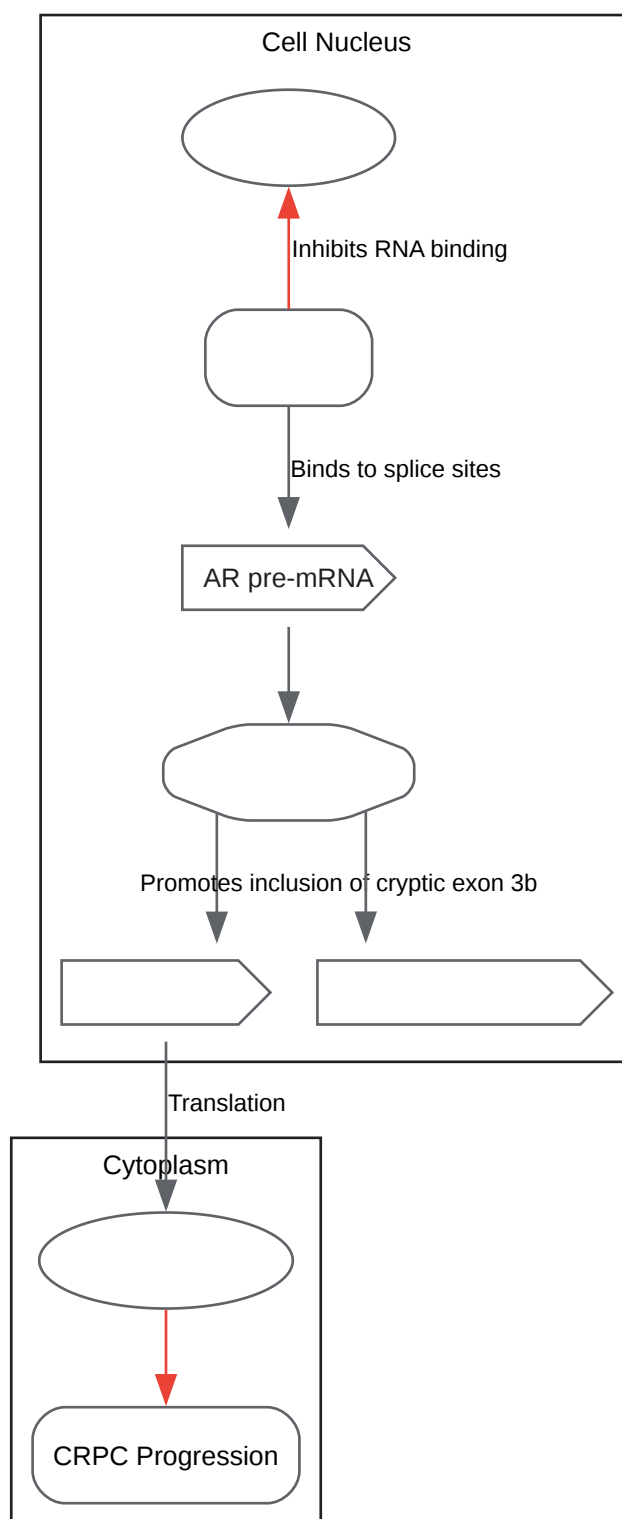 Cell Nucleus
Inhibits RNA binding
Binds to splice sites
AR pre-mRNA
Promotes inclusion of cryptic exon 3b
Translation
Cytoplasm
CRPC Progression